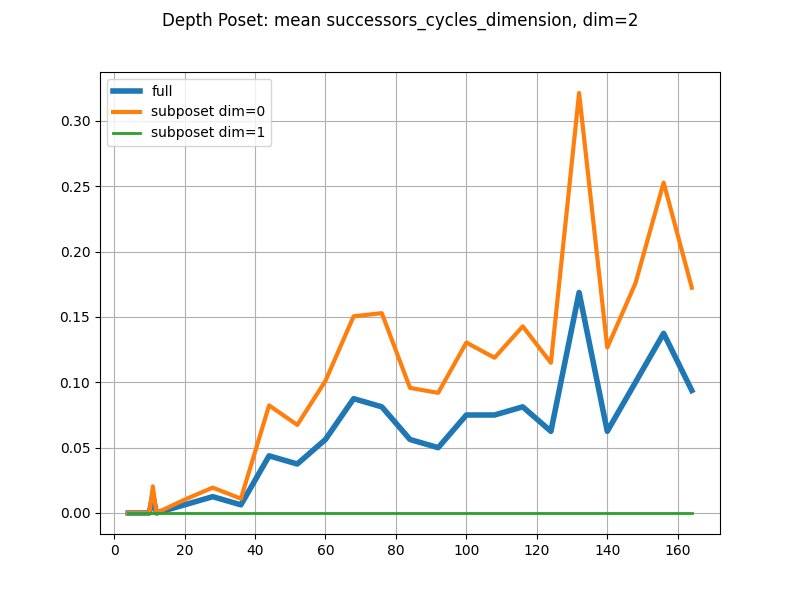 Depth Poset: mean successors_cycles_dimension, dim=2
full
subposet dim=0
subposet dim=1
0.30
0.25
0.20
0.15
0.10
0.05
0.00
0 20 40 60 80 100 120 140 160